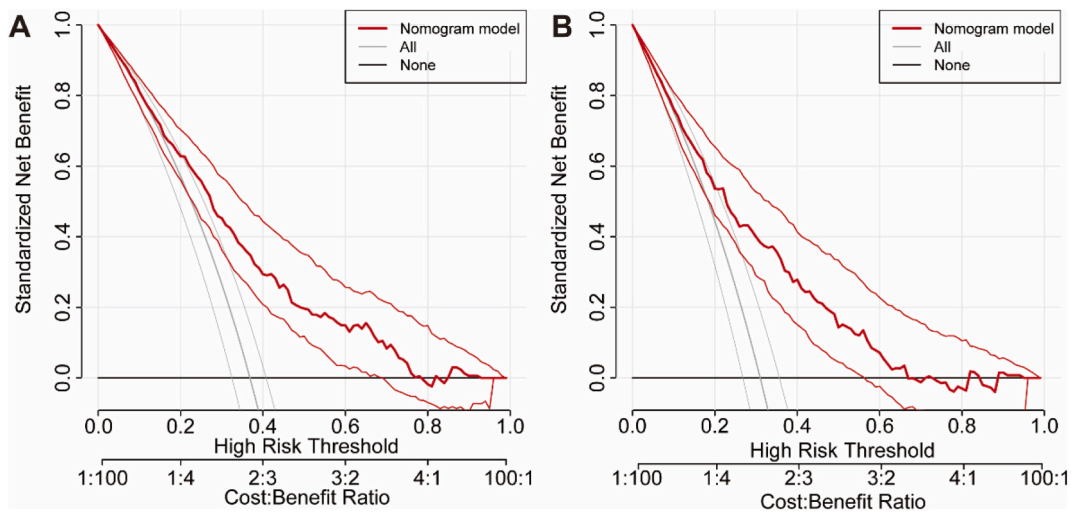 A
Nomogram model
All
None
Standardized Net Benefit
1.0
0.8
0.6
0.4
0.2
0.0
0.0 0.2 0.4 0.6 0.8 1.0
High Risk Threshold
1:100 1:4 2:3 3:2 4:1 100:1
Cost:Benefit Ratio
B
Nomogram model
All
None
Standardized Net Benefit
1.0
0.8
0.6
0.4
0.2
0.0
0.0 0.2 0.4 0.6 0.8 1.0
High Risk Threshold
1:100 1:4 2:3 3:2 4:1 100:1
Cost:Benefit Ratio